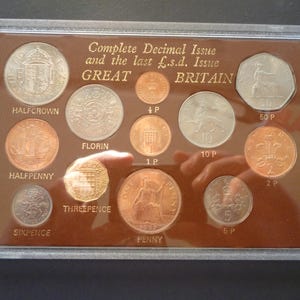 Complete Decimal Issue
and the last £.s.d. Issue
GREAT BRITAIN
HALFCROWN
FLORIN
½ P
10 P
50 P
HALFPENNY
1 P
2 P
SIXPENCE
THREEPENCE
PENNY
5 P